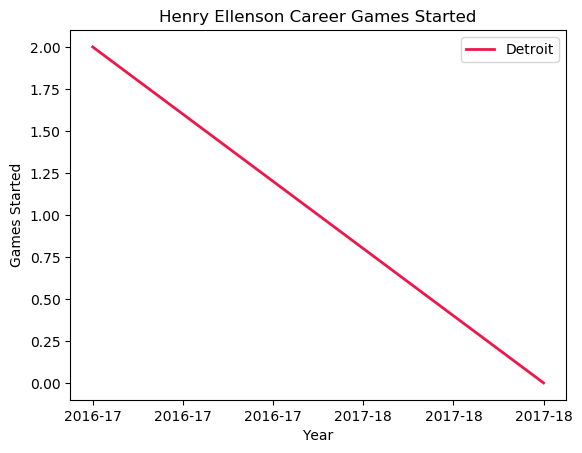 Henry Ellenson Career Games Started
Detroit
2.00
1.75
1.50
1.25
1.00
0.75
0.50
0.25
0.00
Games Started
2016-17 2016-17 2016-17 2017-18 2017-18 2017-18
Year